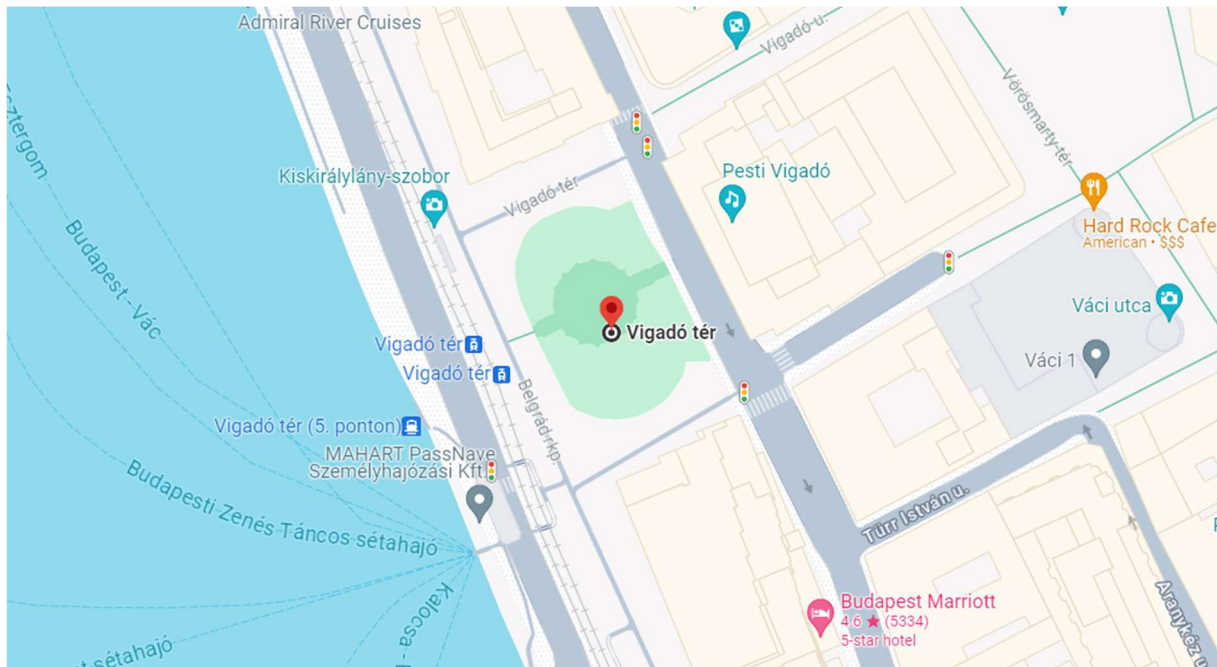 Admiral River Cruises
Vigadó u.
Vörösmarty tér
Kiskirálylány-szobor
Vigadó tér
Pesti Vigadó
Hard Rock Cafe
American • $$$
Budapest - Vác
Váci utca
Vigadó tér
Vigadó tér
Vigadó tér
Váci 1
Belgrád rkp.
Vigadó tér (5. ponton)
MAHART PassNave
Személyhajózási Kft.
Budapesti Zenés Táncos sétahajó
Türr István u.
Kalocsa -
Budapest Marriott
4.6 ★ (5334)
5-star hotel
Aranykéz u
sétahajó